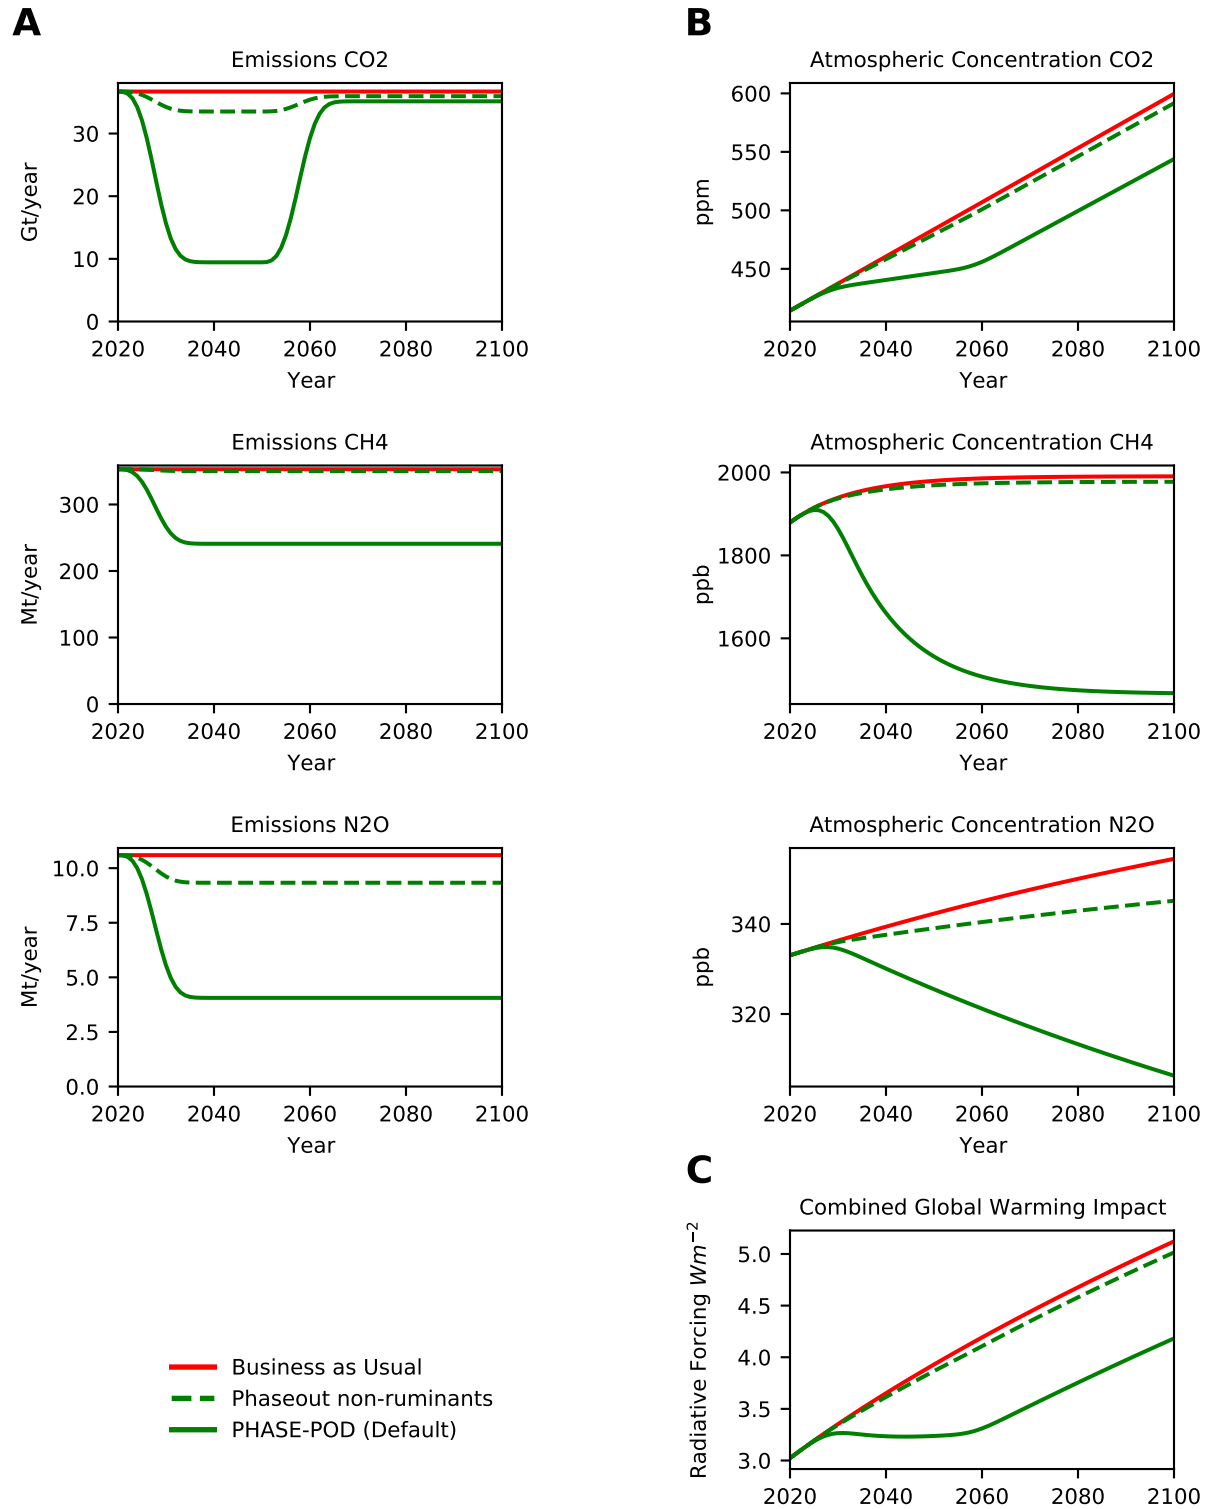 A
B
Emissions CO2
Gt/year
30
20
10
0
2020 2040 2060 2080 2100
Year
Atmospheric Concentration CO2
ppm
600
550
500
450
2020 2040 2060 2080 2100
Year
Emissions CH4
Mt/year
300
200
100
0
2020 2040 2060 2080 2100
Year
Atmospheric Concentration CH4
ppb
2000
1800
1600
2020 2040 2060 2080 2100
Year
Emissions N2O
Mt/year
10.0
7.5
5.0
2.5
0.0
2020 2040 2060 2080 2100
Year
Atmospheric Concentration N2O
ppb
340
320
2020 2040 2060 2080 2100
Year
C
Combined Global Warming Impact
Radiative Forcing Wm⁻²
5.0
4.5
4.0
3.5
3.0
2020 2040 2060 2080 2100
Business as Usual
Phaseout non-ruminants
PHASE-POD (Default)